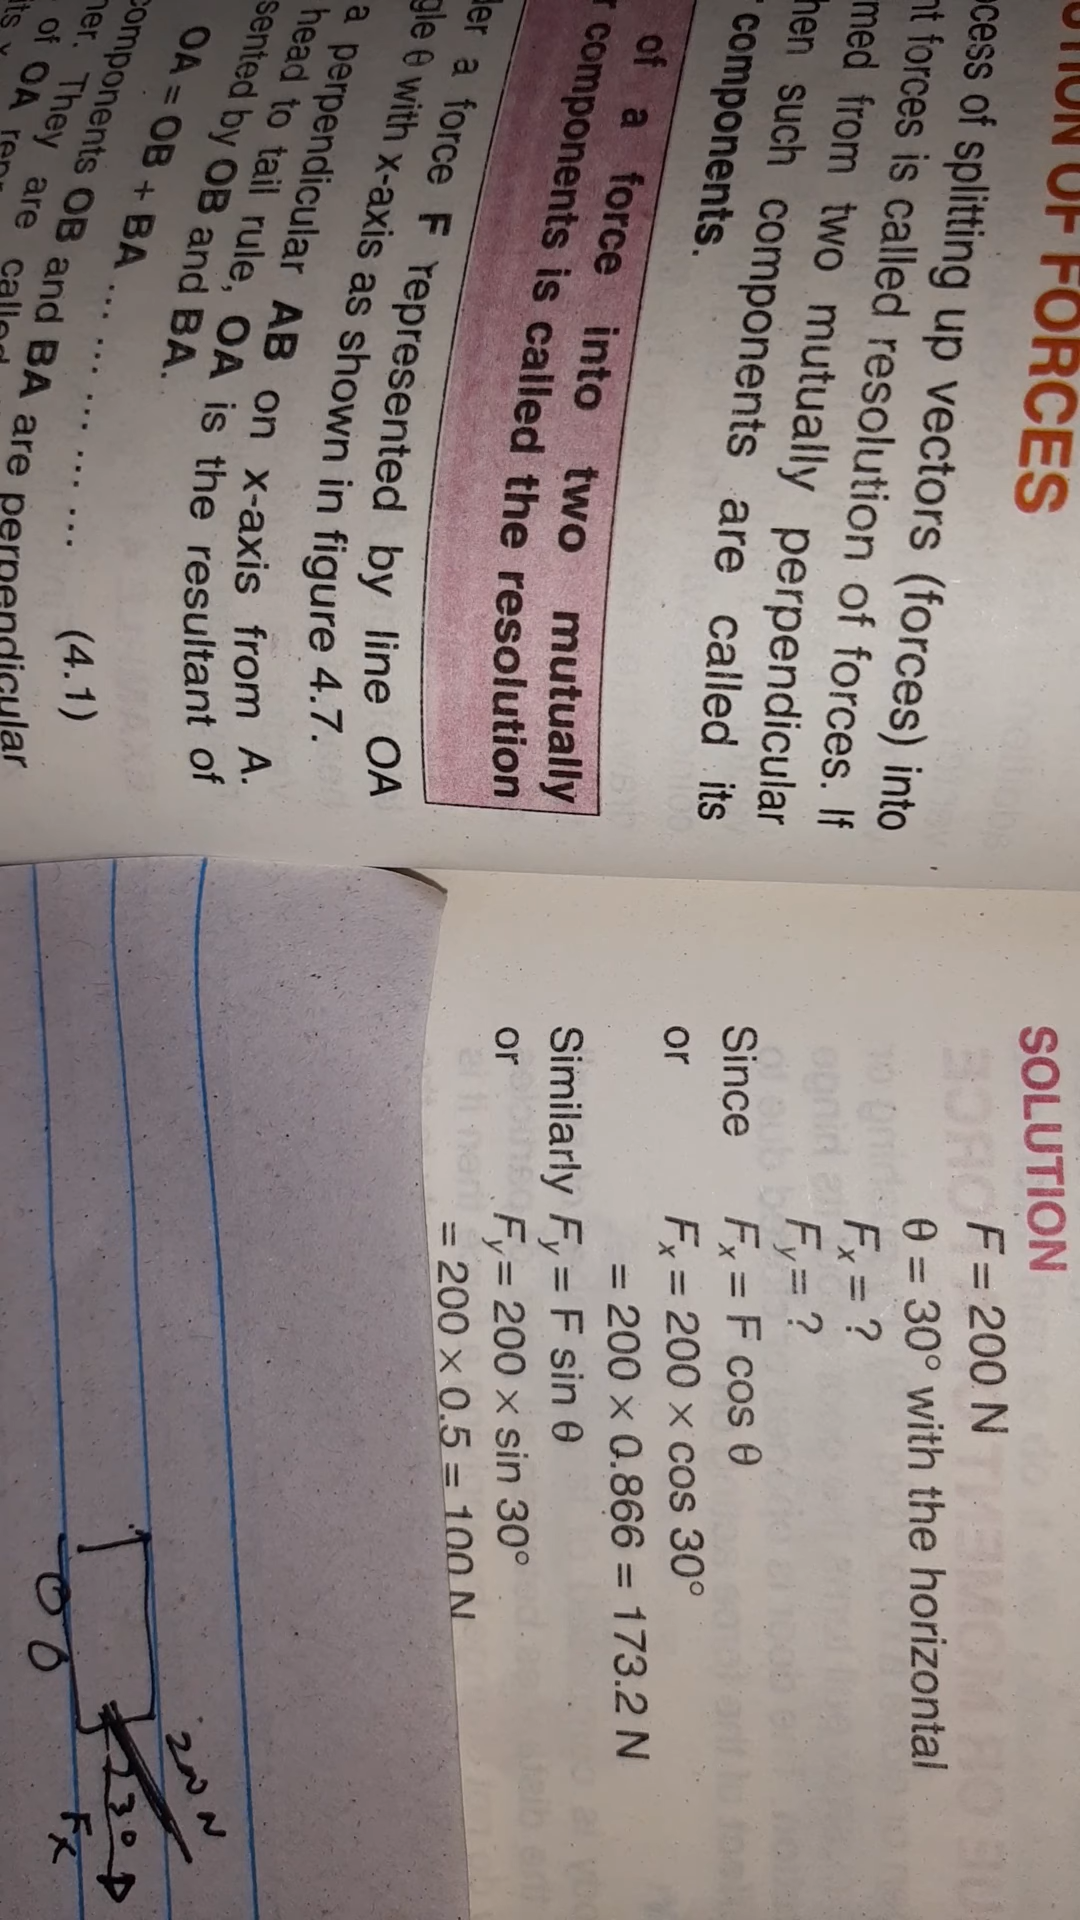 OF FORCES
of splitting up vectors (forces) into
forces is called resolution of forces. If
from two mutually perpendicular
such components are called its
components.
of a force into two mutually
components is called the resolution
a force F represented by line OA
θ with x-axis as shown in figure 4.7.
a perpendicular AB on x-axis from A.
head to tail rule, OA is the resultant of
by OB and BA.
OA = OB + BA ... ... ... ... ... ... (4.1)
components OB and BA are perpendicular
They are called
of OA
SOLUTION
F = 200 N
θ = 30° with the horizontal
Fx = ?
Fy = ?
Since Fx = F cos θ
or Fx = 200 × cos 30°
= 200 × 0.866 = 173.2 N
Similarly Fy = F sin θ
or Fy = 200 × sin 30°
= 200 × 0.5 = 100 N
30
Fx